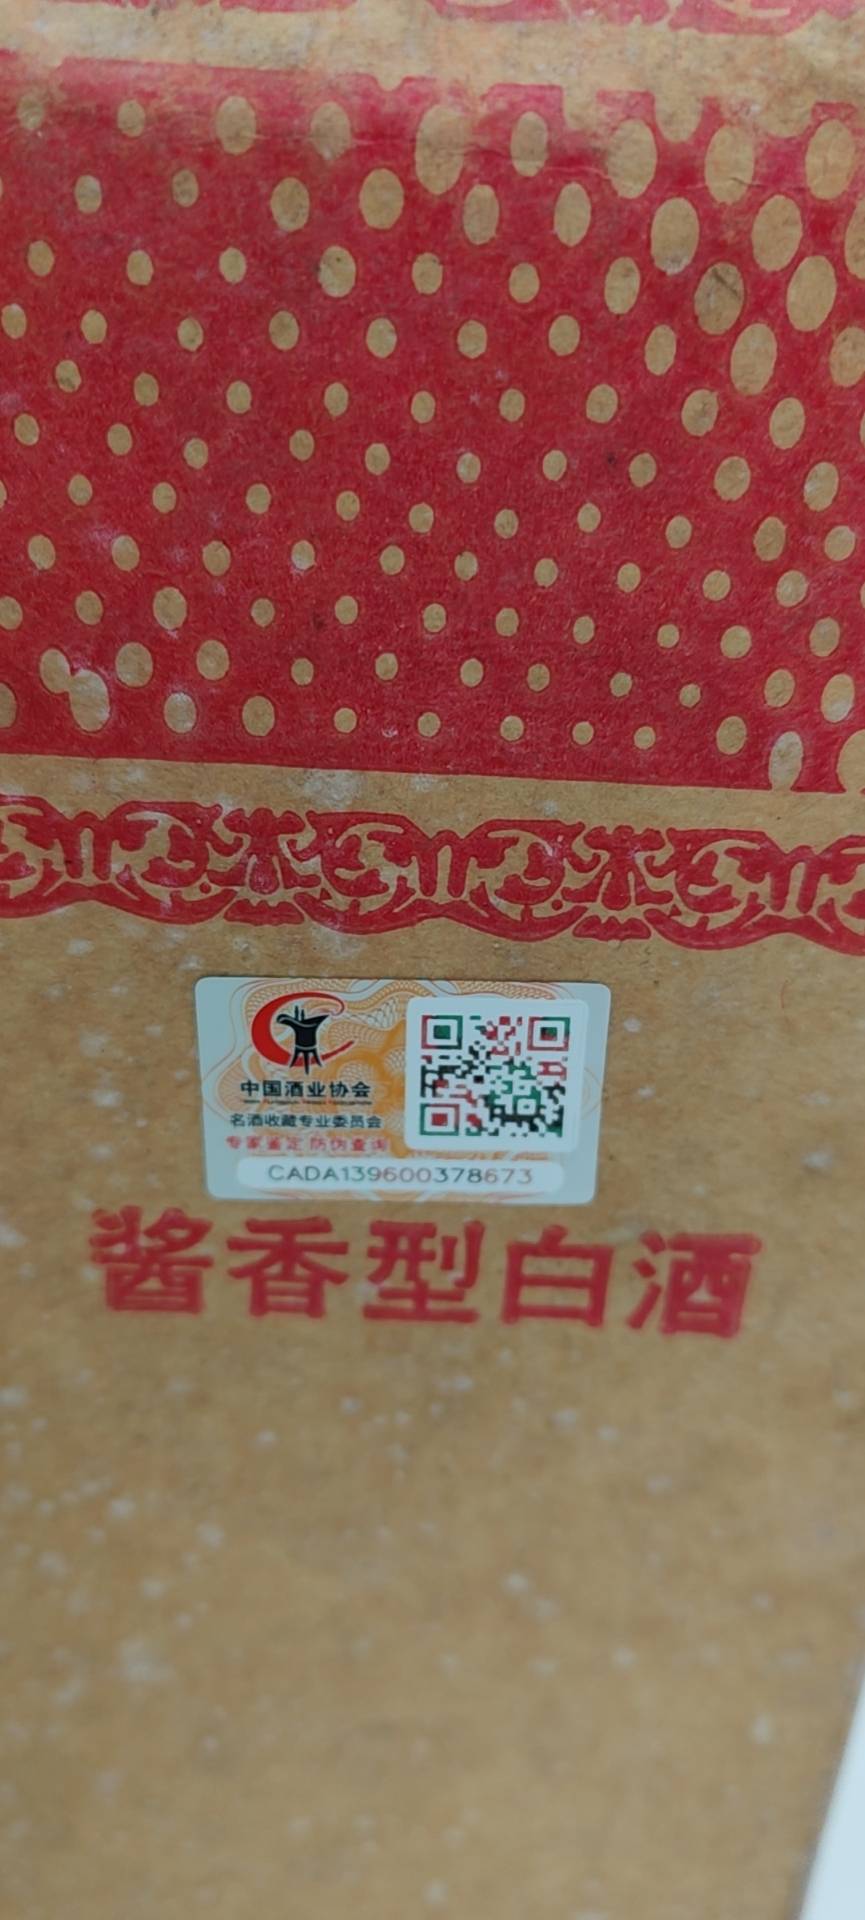 中国酒业协会
名酒收藏专业委员会
专家鉴定 防伪查询
CADA139600378673
酱香型白酒